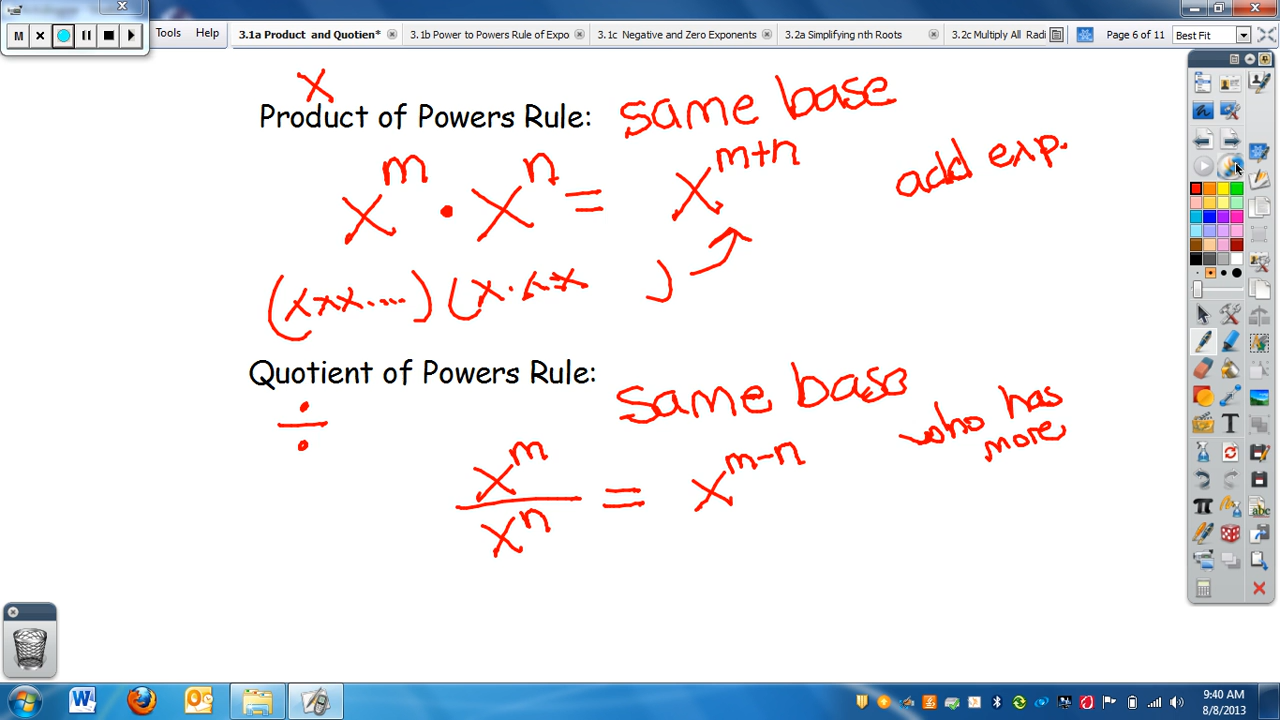 M
Tools Help
3.1a Product and Quotien* 3.1b Power to Powers Rule of Expo 3.1c Negative and Zero Exponents 3.2a Simplifying nth Roots 3.2c Multiply All Radi Page 6 of 11 Best Fit
x
Product of Powers Rule: same base
x^m · x^n = x^{m+n} add exp.
(xxx....) (x·xx )
Quotient of Powers Rule: same base
÷ who has
more
x^m / x^n = x^{m-n}
9:40 AM
8/8/2013